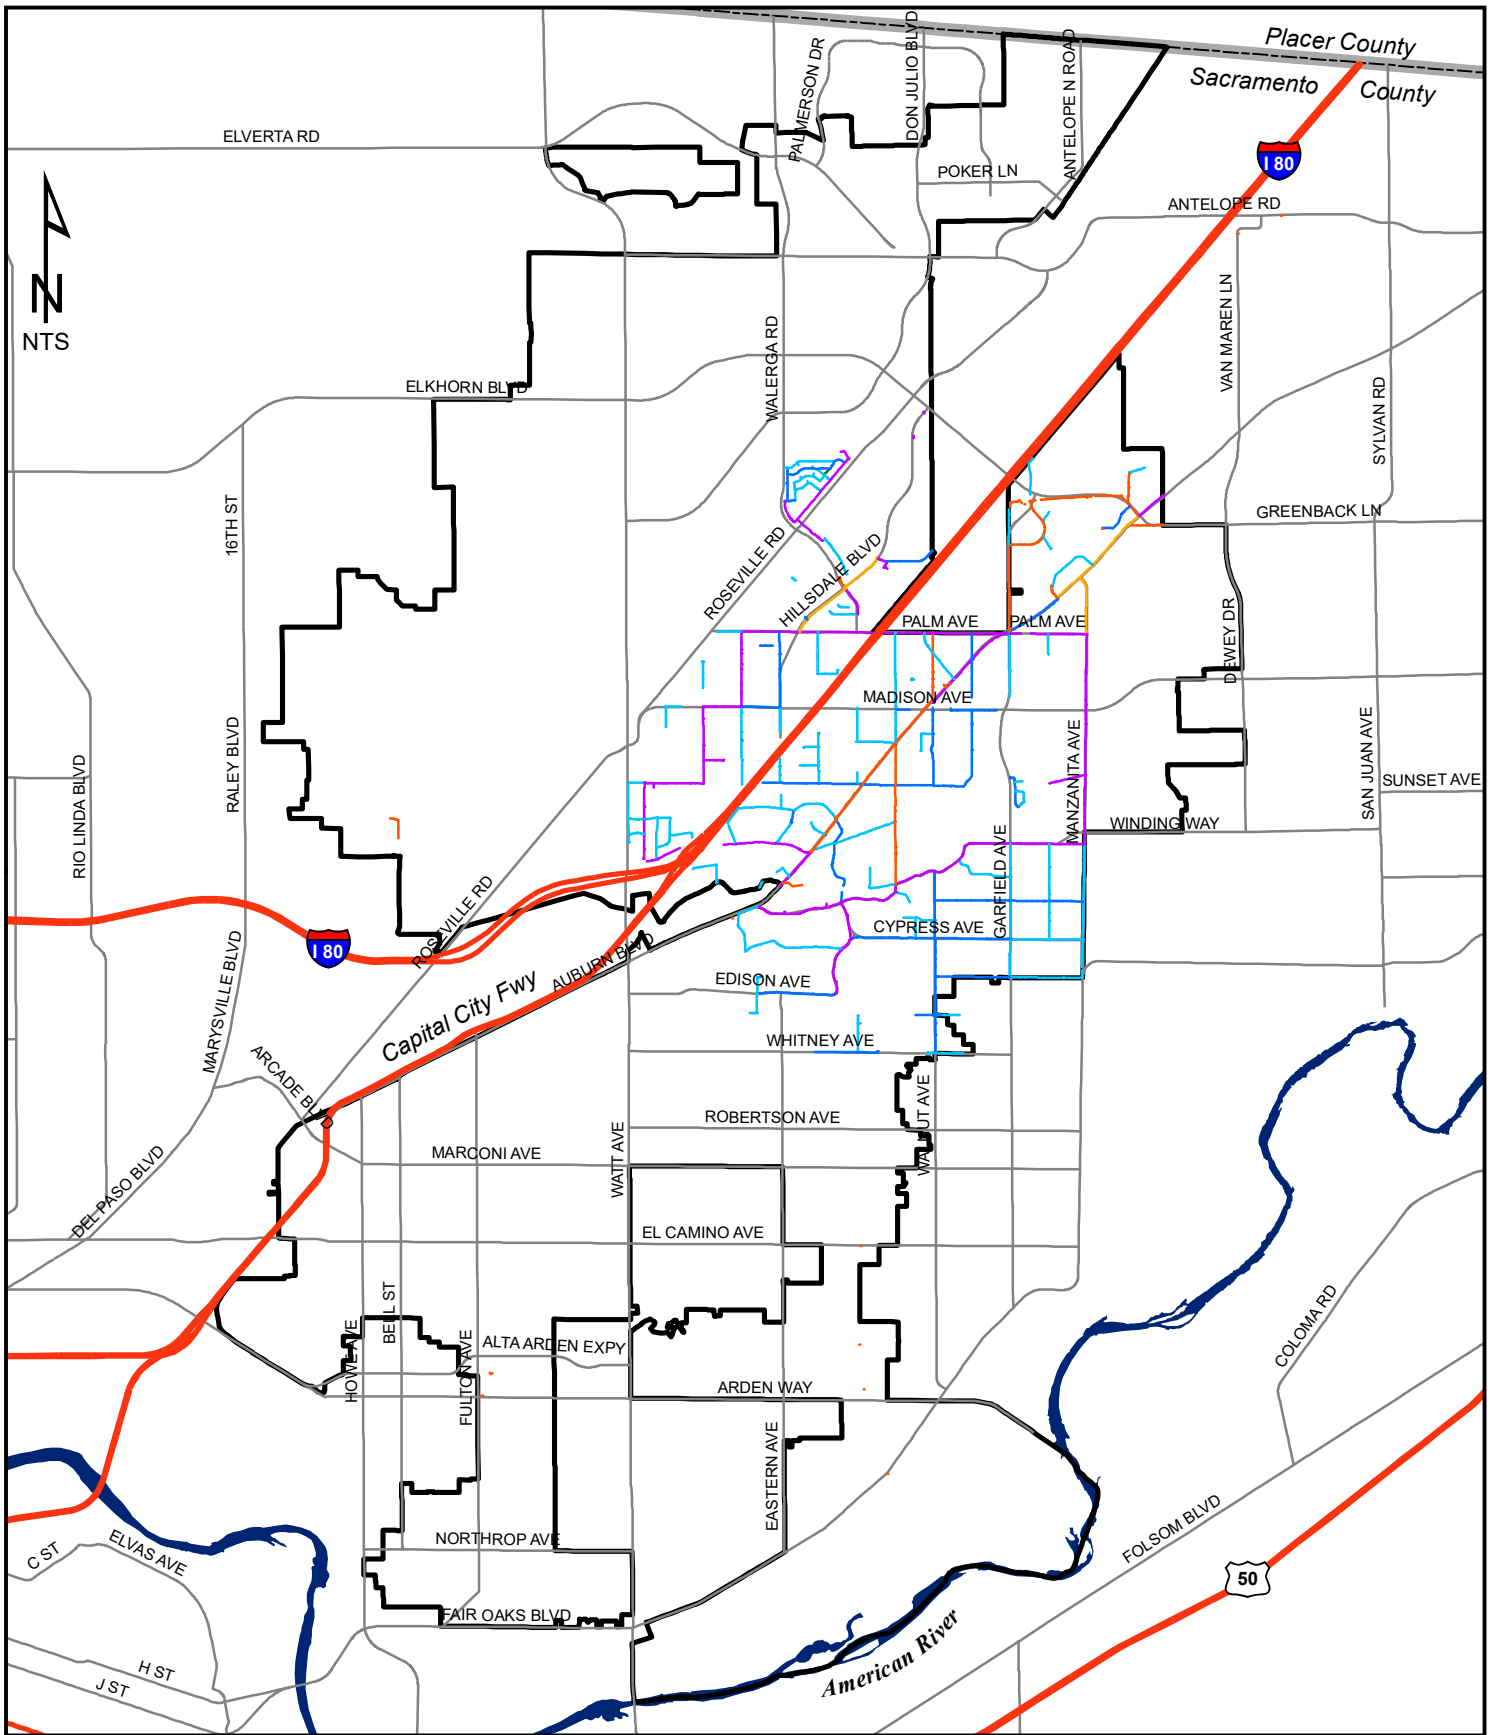 Placer County
Sacramento County
PALMERSON DR
DON JULIO BLVD
ANTELOPE N ROAD
ELVERTA RD
I 80
POKER LN
ANTELOPE RD
N
NTS
VAN MAREN LN
WALERGA RD
ELKHORN BLVD
SYLVAN RD
16TH ST
GREENBACK LN
ROSEVILLE RD
HILLSDALE BLVD
PALM AVE
PALM AVE
DEWEY DR
MADISON AVE
RALEY BLVD
RIO LINDA BLVD
MANZANITA AVE
SAN JUAN AVE
SUNSET AVE
WINDING WAY
GARFIELD AVE
ROSEVILLE RD
I 80
CYPRESS AVE
AUBURN BLVD
MARYSVILLE BLVD
EDISON AVE
Capital City Fwy
WHITNEY AVE
ARCADE BLVD
WALNUT AVE
ROBERTSON AVE
MARCONI AVE
WATT AVE
DEL PASO BLVD
EL CAMINO AVE
BELL ST
HOWE AVE
FULTON AVE
ALTA ARDEN EXPY
COLOMA RD
ARDEN WAY
EASTERN AVE
FOLSOM BLVD
NORTHROP AVE
C ST
ELVAS AVE
50
FAIR OAKS BLVD
American River
H ST
J ST